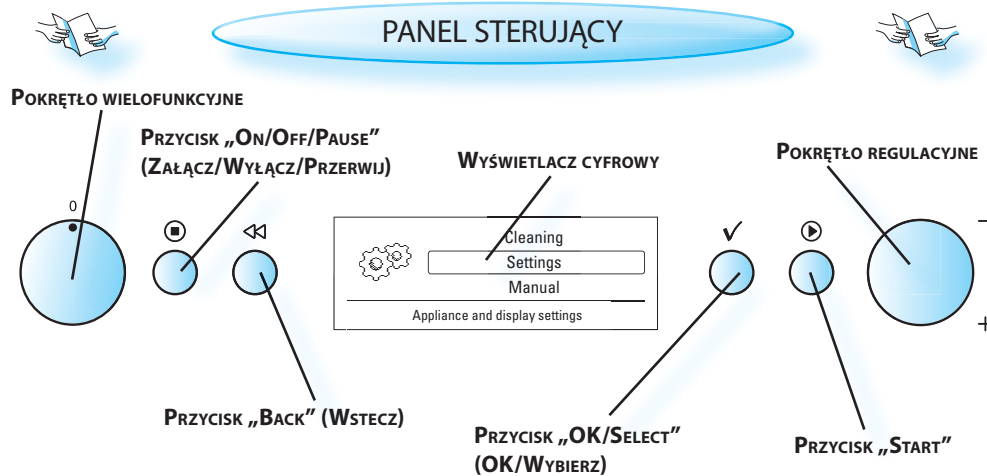 PANEL STERUJĄCY
POKRĘTŁO WIELOFUNKCYJNE
PRZYCISK „ON/OFF/PAUSE”
(ZAŁĄCZ/WYŁĄCZ/PRZERWIJ)
WYŚWIETLACZ CYFROWY
POKRĘTŁO REGULACYJNE
0
Cleaning
Settings
Manual
Appliance and display settings
-
+
PRZYCISK „BACK” (WSTECZ)
PRZYCISK „OK/SELECT”
(OK/WYBIERZ)
PRZYCISK „START”